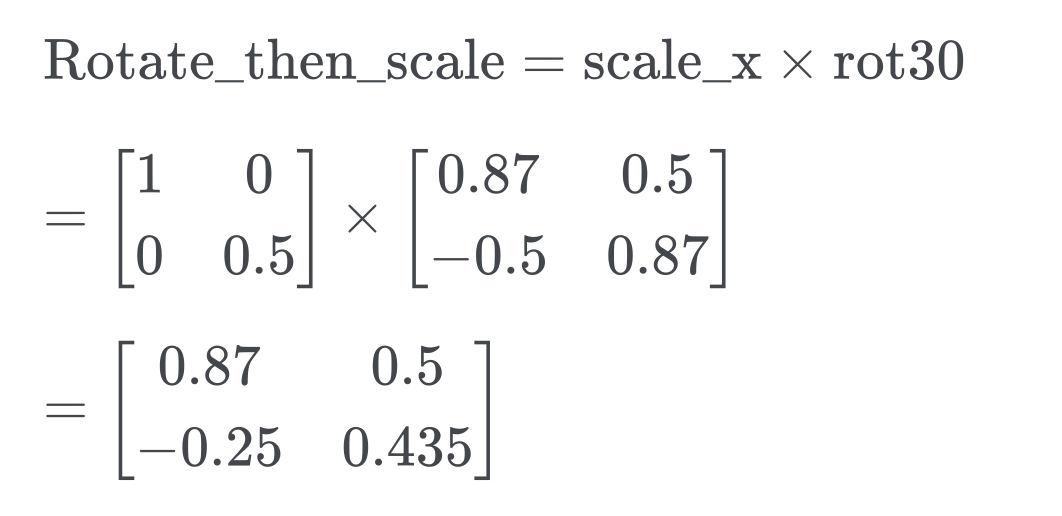 Rotate_then_scale = scale_x × rot30
= [1 0; 0 0.5] × [0.87 0.5; −0.5 0.87]
= [0.87 0.5; −0.25 0.435]